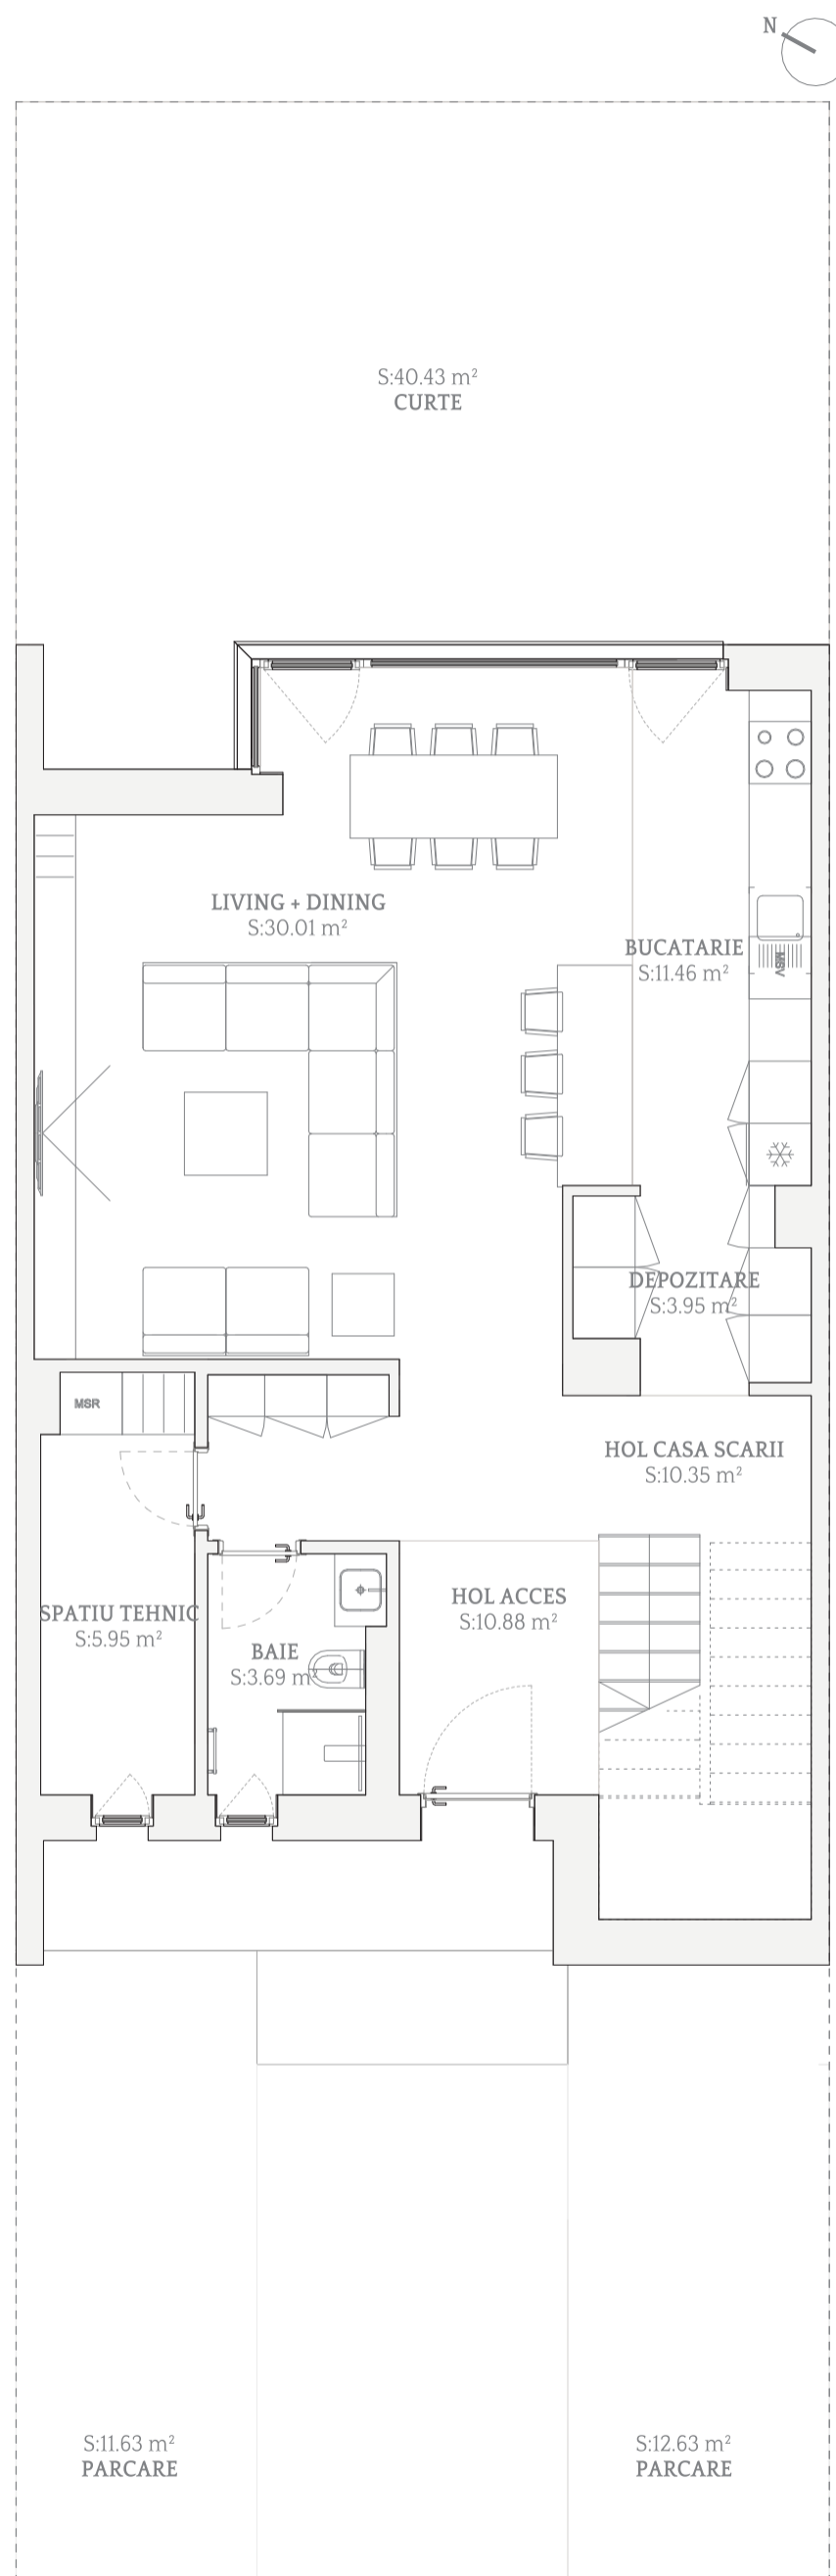 N
S:40.43 m²
CURTE
LIVING + DINING
S:30.01 m²
BUCATARIE
S:11.46 m²
MSV
DEPOZITARE
S:3.95 m²
MSR
HOL CASA SCARII
S:10.35 m²
SPATIU TEHNIC
S:5.95 m²
HOL ACCES
S:10.88 m²
BAIE
S:3.69 m²
S:11.63 m²
PARCARE
S:12.63 m²
PARCARE